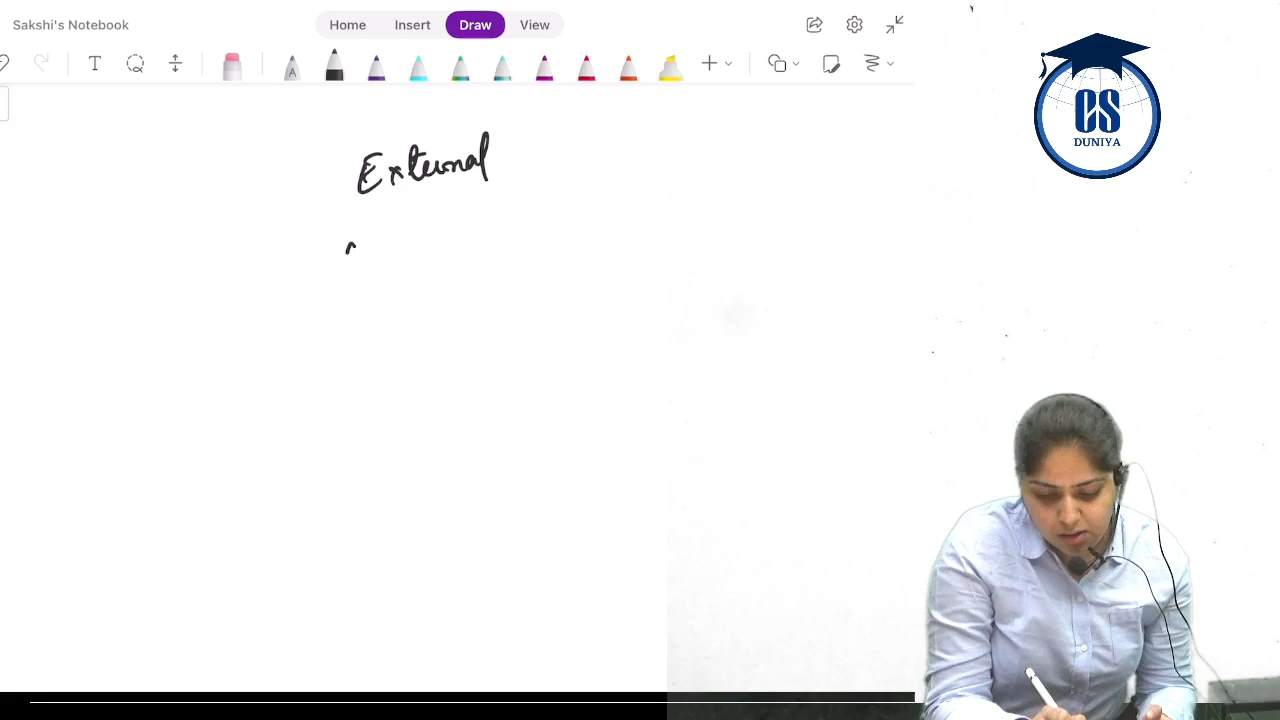 Sakshi's Notebook
Home Insert Draw View
T
A
CS
DUNIYA
External